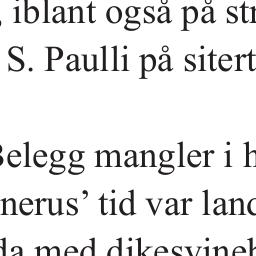 , iblant også på str
S. Paulli på sitert
Belegg mangler i h
nerus’ tid var land
da med dikesvineb